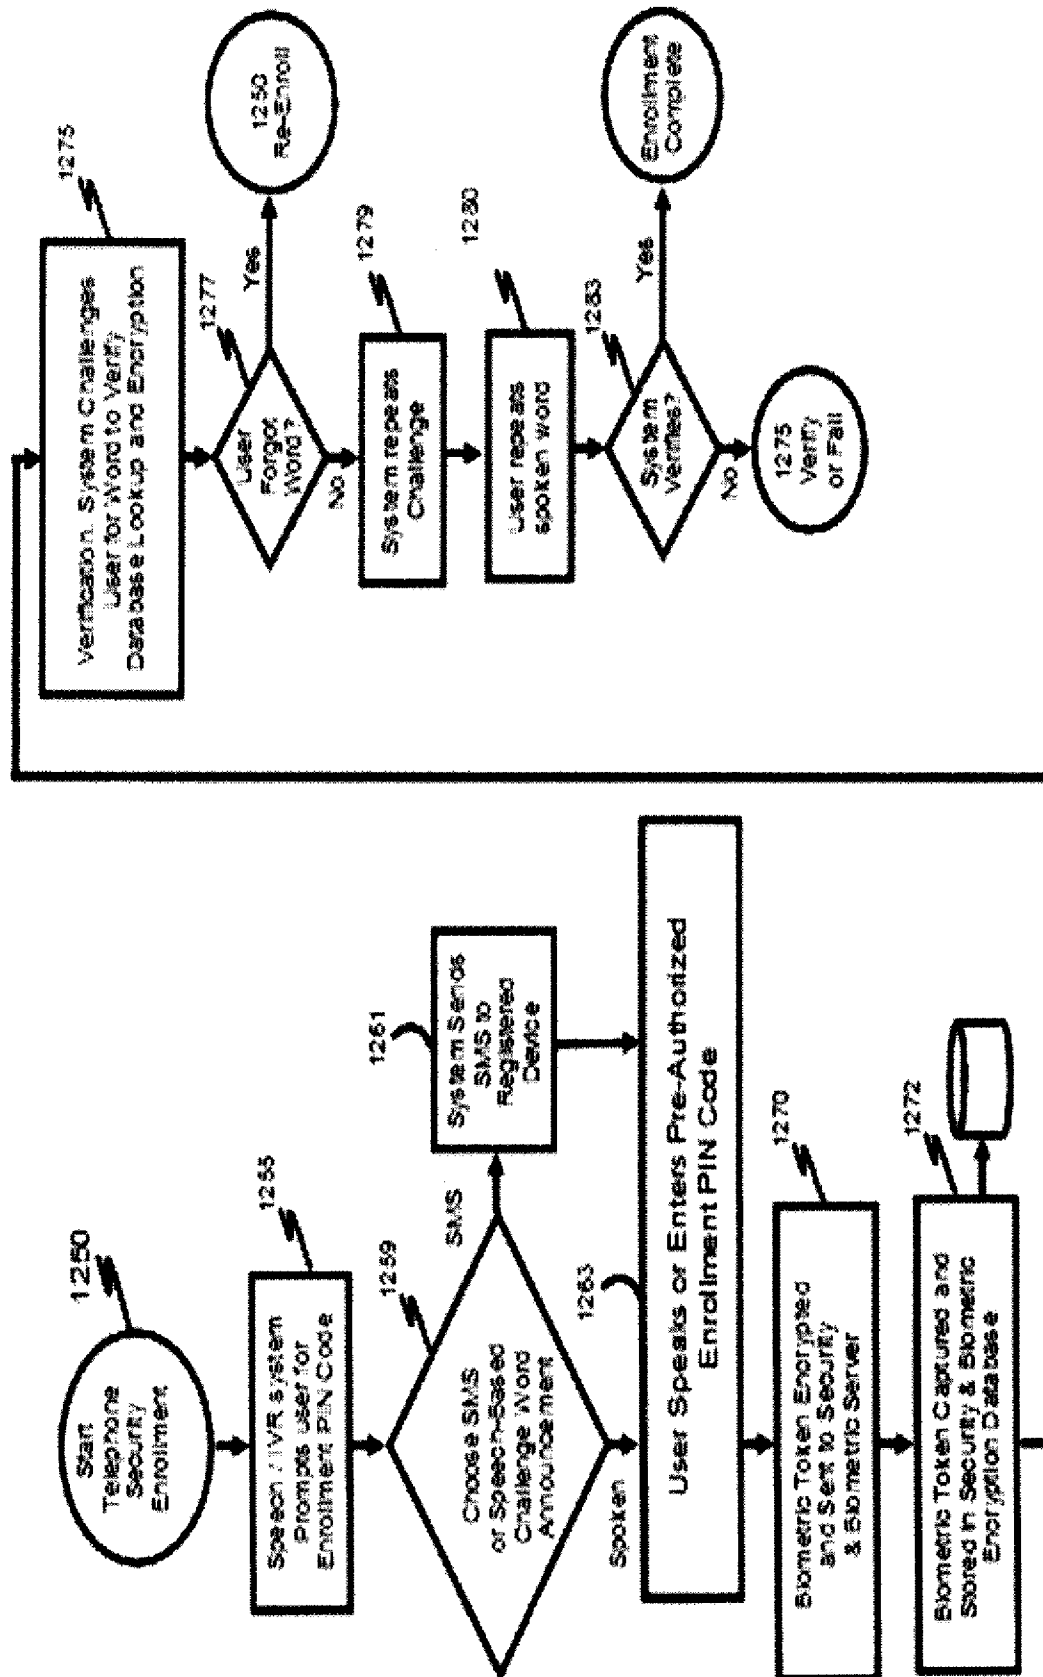 1250
Start
Telephone
Security
Enrollment
1255
Speech / IVR system
Prompts user for
Enrollment PIN Code
1259
Choose SMS
or Speech-Based
Challenge Word
Announcement
SMS
Spoken
1261
System Sends
SMS to
Registered
Device
1263
User Speaks or Enters Pre-Authorized
Enrollment PIN Code
1270
Biometric Token Encrypted
and Sent to Security
& Biometric Server
1272
Biometric Token Captured and
Stored in Security & Biometric
Encryption Database
1275
Verification. System Challenges
User for Word to Verify
Database Lookup and Encryption
1277
User
Forgot
Word?
Yes
1250
Re-Enroll
No
1279
System repeats
Challenge
1280
User repeats
spoken word
1283
System
Verifies?
Yes
Enrollment
Complete
No
1275
Verify
or Fail